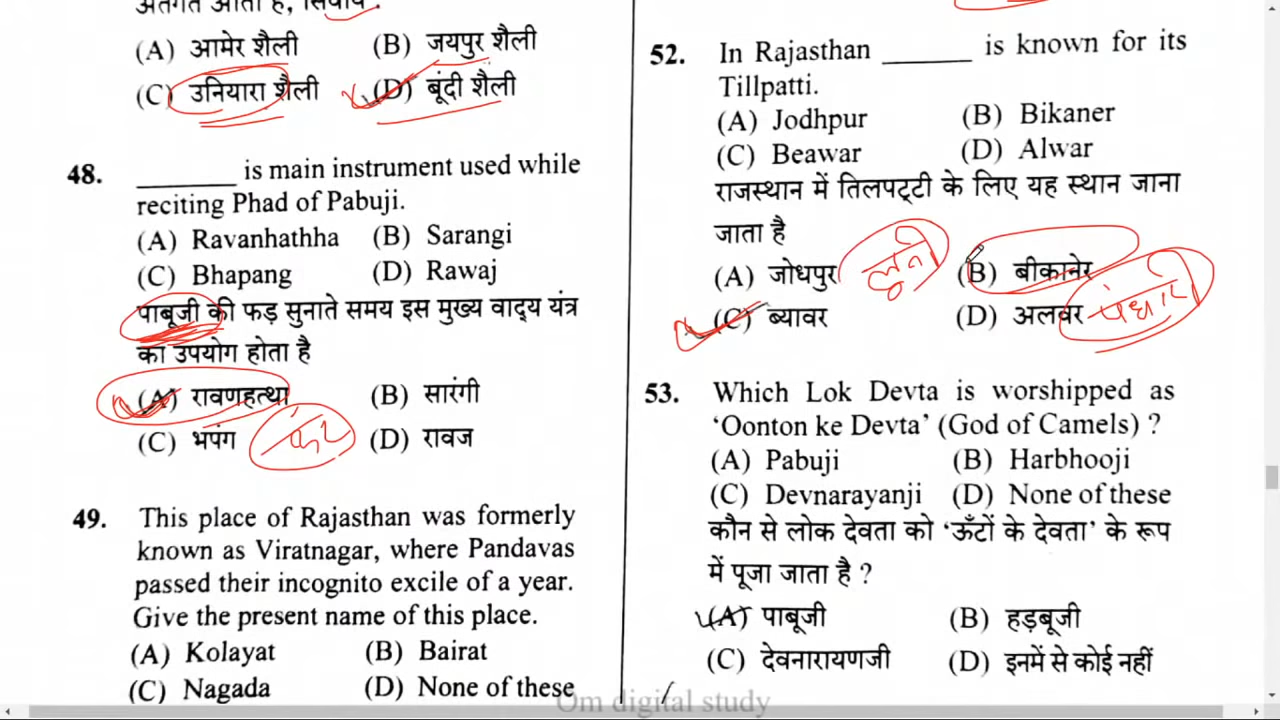 अंतर्गत आता है, सिवाय :
(A) आमेर शैली (B) जयपुर शैली
(C) उनियारा शैली (D) बूंदी शैली
48. ________ is main instrument used while
reciting Phad of Pabuji.
(A) Ravanhathha (B) Sarangi
(C) Bhapang (D) Rawaj
पाबूजी की फड़ सुनाते समय इस मुख्य वाद्य यंत्र
का उपयोग होता है
(A) रावणहत्था (B) सारंगी
(C) भपंग (D) रावज
49. This place of Rajasthan was formerly
known as Viratnagar, where Pandavas
passed their incognito excile of a year.
Give the present name of this place.
(A) Kolayat (B) Bairat
(C) Nagada (D) None of these
52. In Rajasthan ________ is known for its
Tillpatti.
(A) Jodhpur (B) Bikaner
(C) Beawar (D) Alwar
राजस्थान में तिलपट्टी के लिए यह स्थान जाना
जाता है
(A) जोधपुर (B) बीकानेर
(C) ब्यावर (D) अलवर
53. Which Lok Devta is worshipped as
‘Oonton ke Devta’ (God of Camels) ?
(A) Pabuji (B) Harbhooji
(C) Devnarayanji (D) None of these
कौन से लोक देवता को ‘ऊँटों के देवता’ के रूप
में पूजा जाता है ?
(A) पाबूजी (B) हड़बूजी
(C) देवनारायणजी (D) इनमें से कोई नहीं
Om digital study